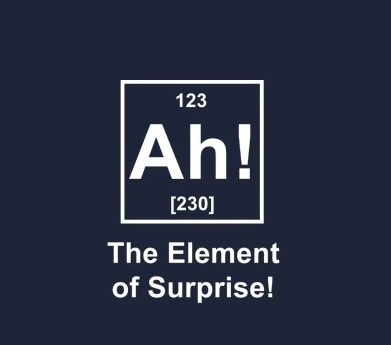 123
Ah!
[230]
The Element
of Surprise!